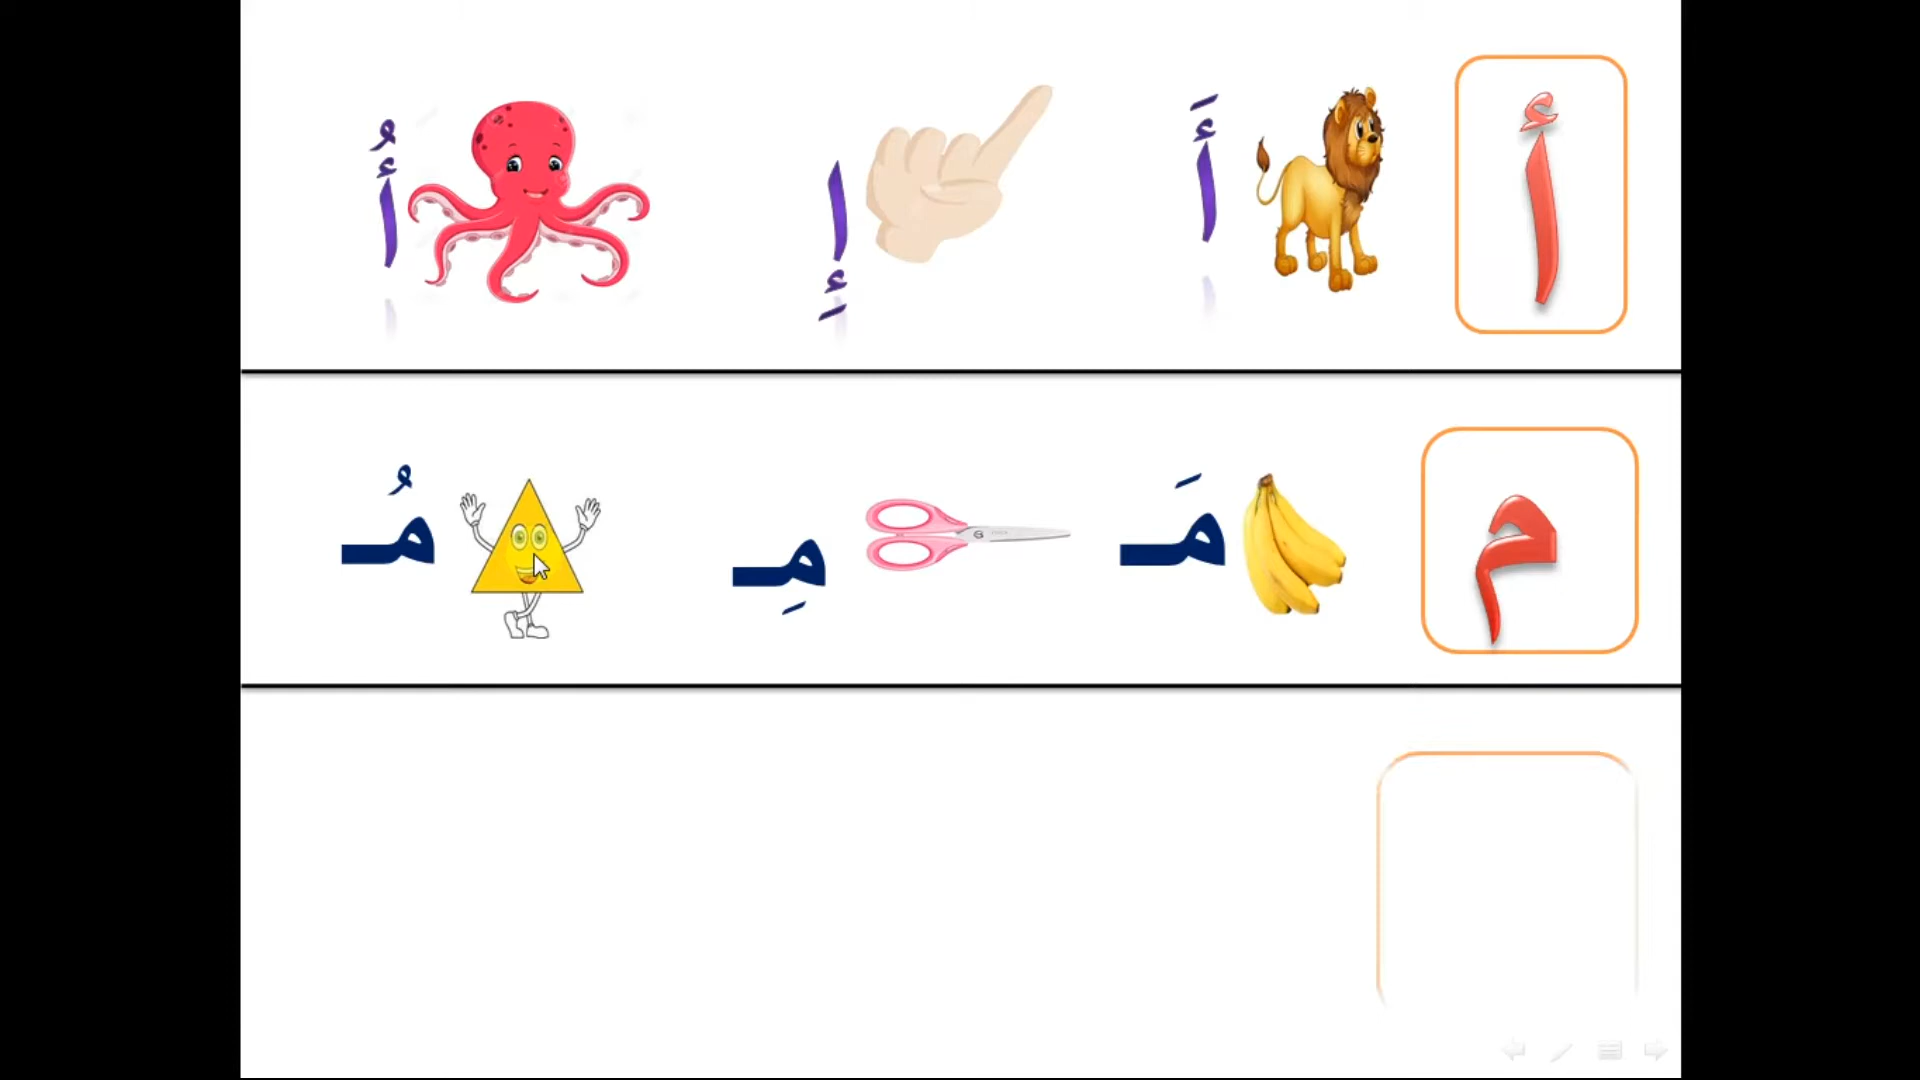 أ أَ إِ أُ
م مَـ مِـ مُـ